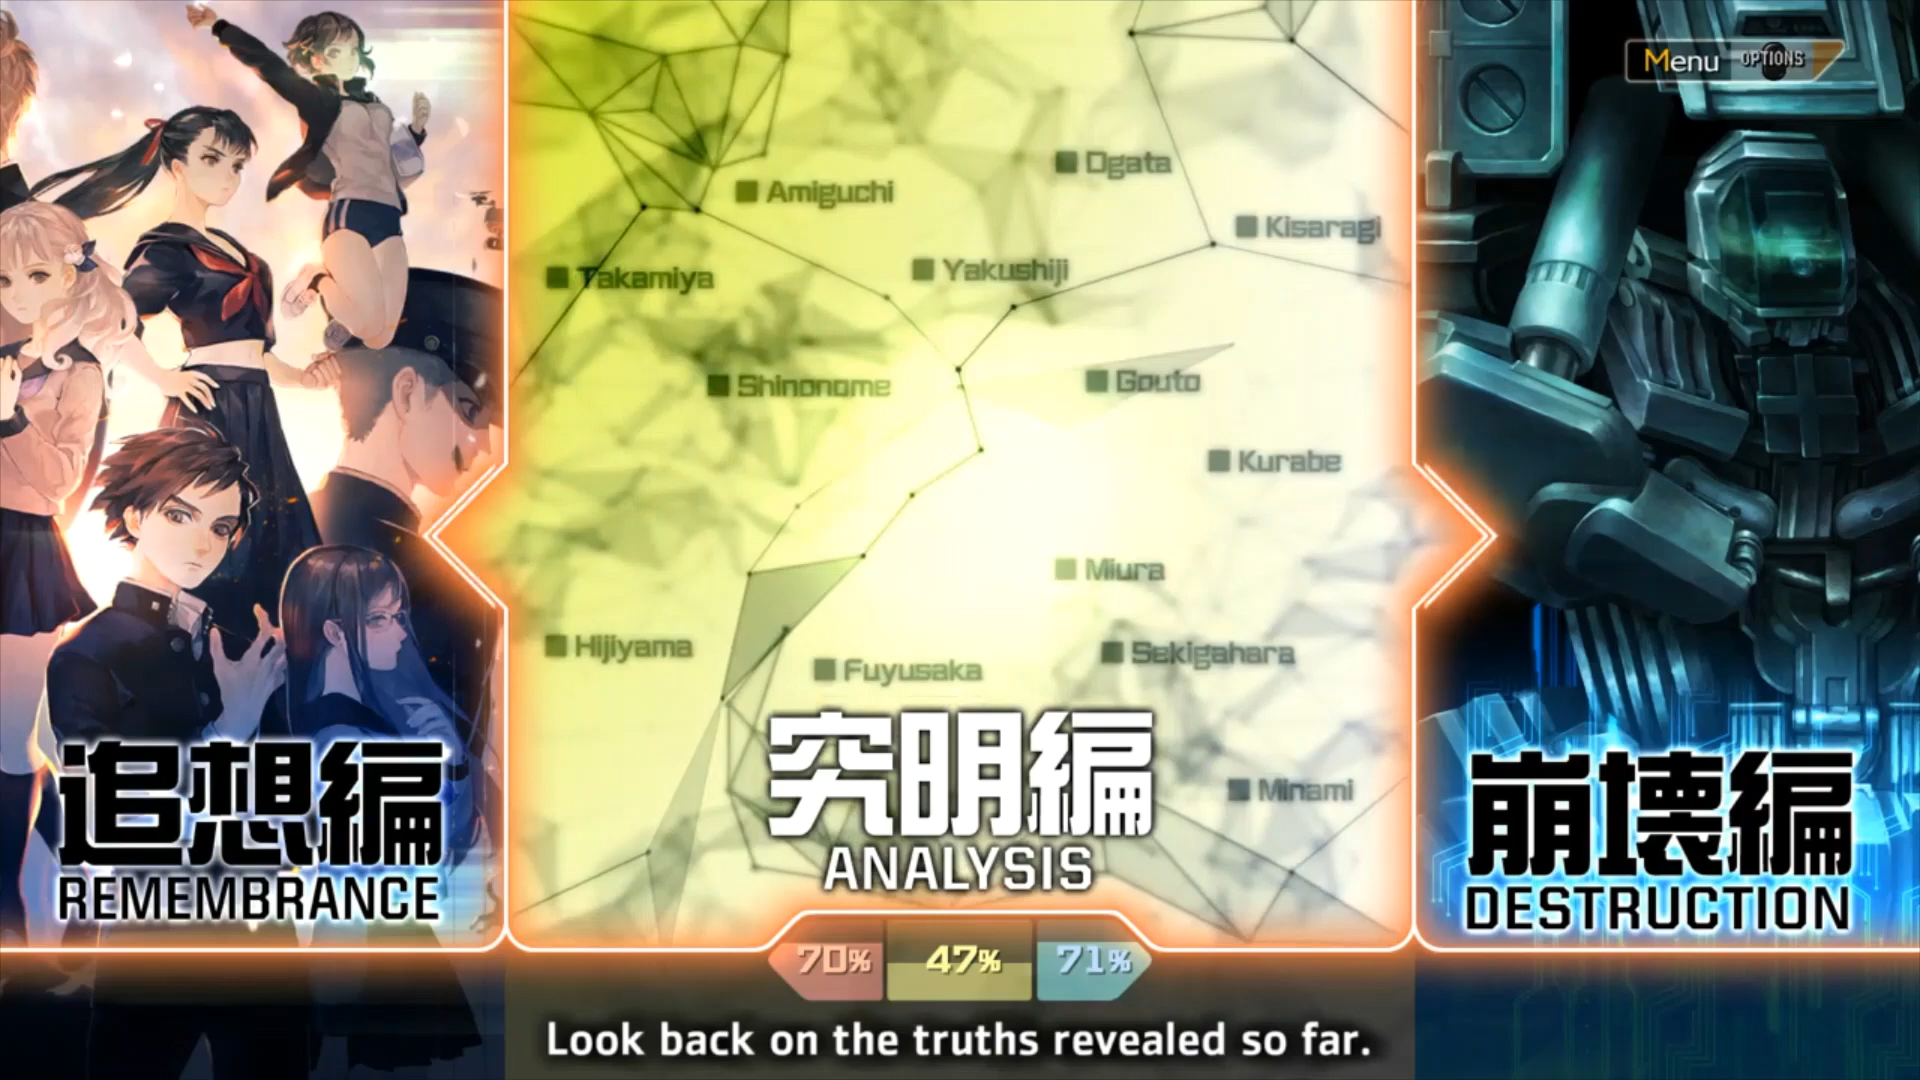 Menu OPTIONS
Ogata
Amiguchi
Kisaragi
Yakushiji
Takamiya
Shinonome
Gouto
Kurabe
Miura
Hijiyama
Sekigahara
Fuyusaka
Minami
追想編
REMEMBRANCE
究明編
ANALYSIS
崩壊編
DESTRUCTION
70% 47% 71%
Look back on the truths revealed so far.